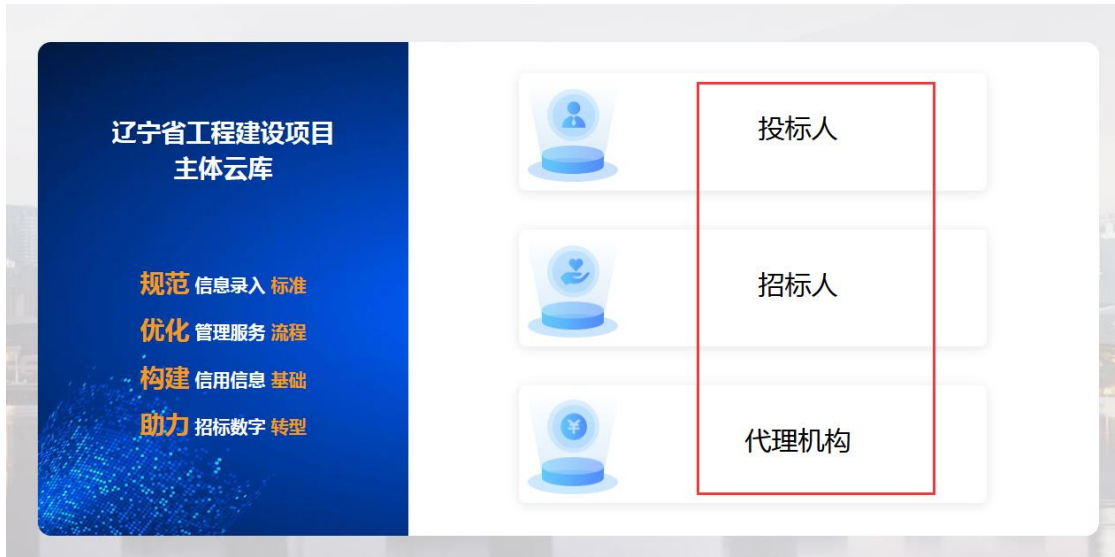 辽宁省工程建设项目
主体云库
规范 信息录入 标准
优化 管理服务 流程
构建 信用信息 基础
助力 招标数字 转型
投标人
招标人
代理机构